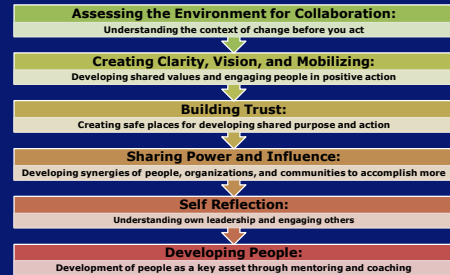 Assessing the Environment for Collaboration:
Understanding the context of change before you act
Creating Clarity, Vision, and Mobilizing:
Developing shared values and engaging people in positive action
Building Trust:
Creating safe places for developing shared purpose and action
Sharing Power and Influence:
Developing synergies of people, organizations, and communities to accomplish more
Self Reflection:
Understanding own leadership and engaging others
Developing People:
Development of people as a key asset through mentoring and coaching